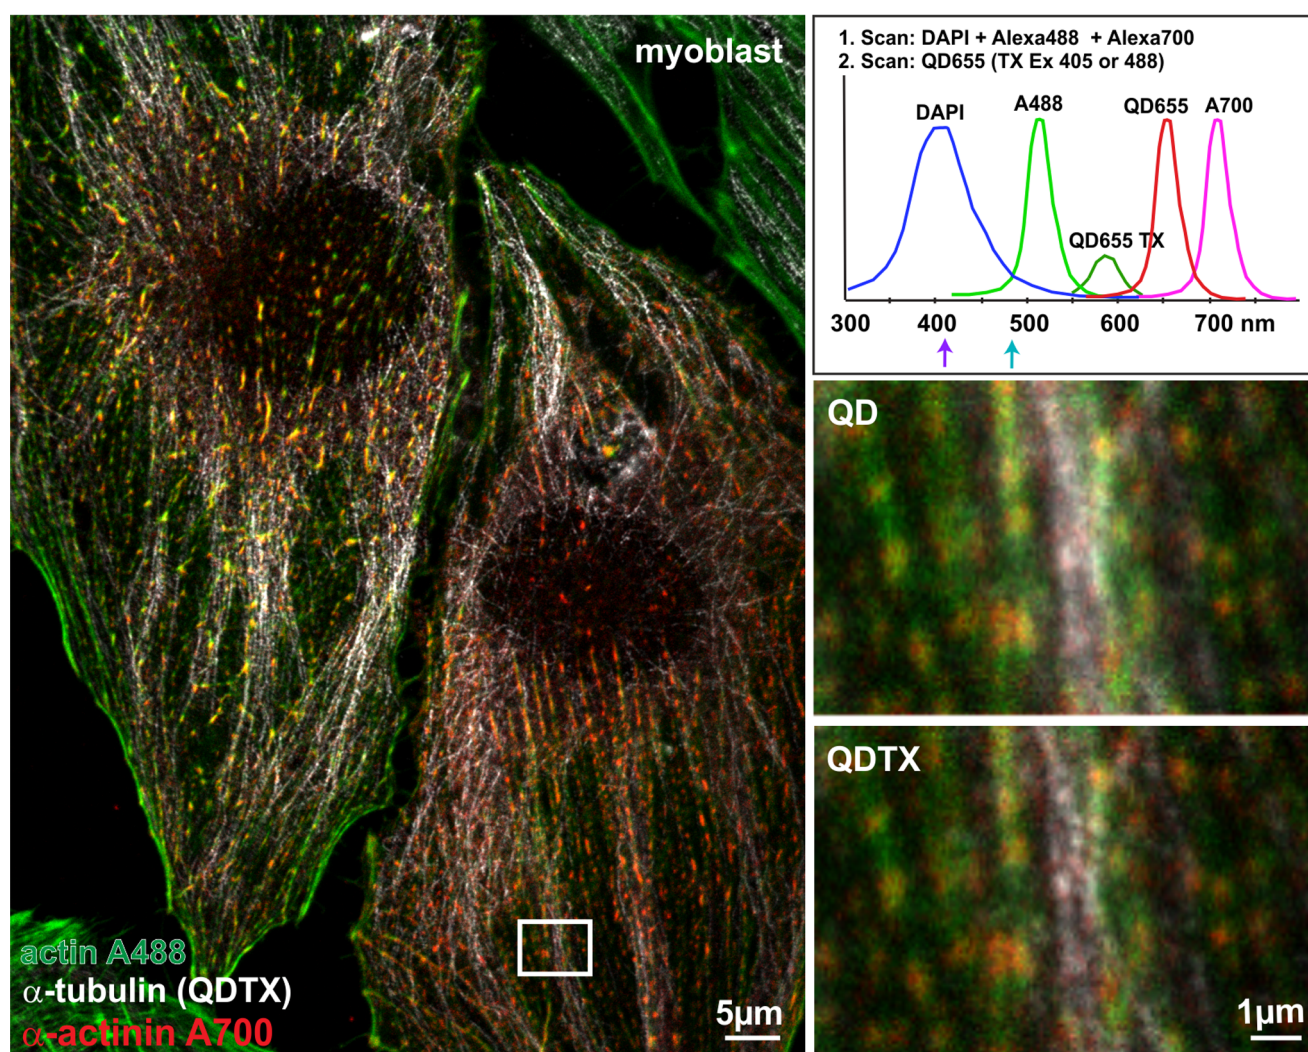 myoblast
actin A488
α-tubulin (QDTX)
α-actinin A700
5µm
1. Scan: DAPI + Alexa488 + Alexa700
2. Scan: QD655 (TX Ex 405 or 488)
DAPI
A488
QD655
A700
QD655 TX
300 400 500 600 700 nm
QD
QDTX
1µm